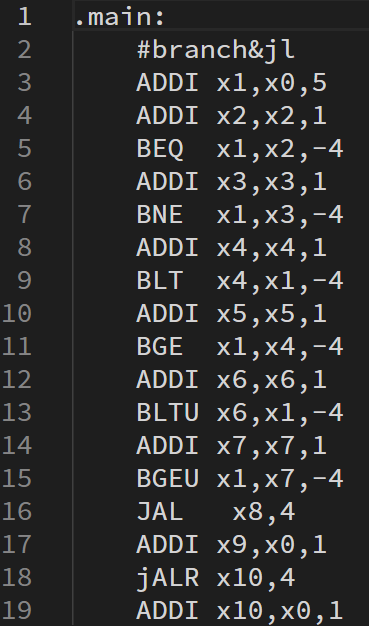 1 .main:
2 #branch&jl
3 ADDI x1,x0,5
4 ADDI x2,x2,1
5 BEQ x1,x2,-4
6 ADDI x3,x3,1
7 BNE x1,x3,-4
8 ADDI x4,x4,1
9 BLT x4,x1,-4
10 ADDI x5,x5,1
11 BGE x1,x4,-4
12 ADDI x6,x6,1
13 BLTU x6,x1,-4
14 ADDI x7,x7,1
15 BGEU x1,x7,-4
16 JAL x8,4
17 ADDI x9,x0,1
18 jALR x10,4
19 ADDI x10,x0,1